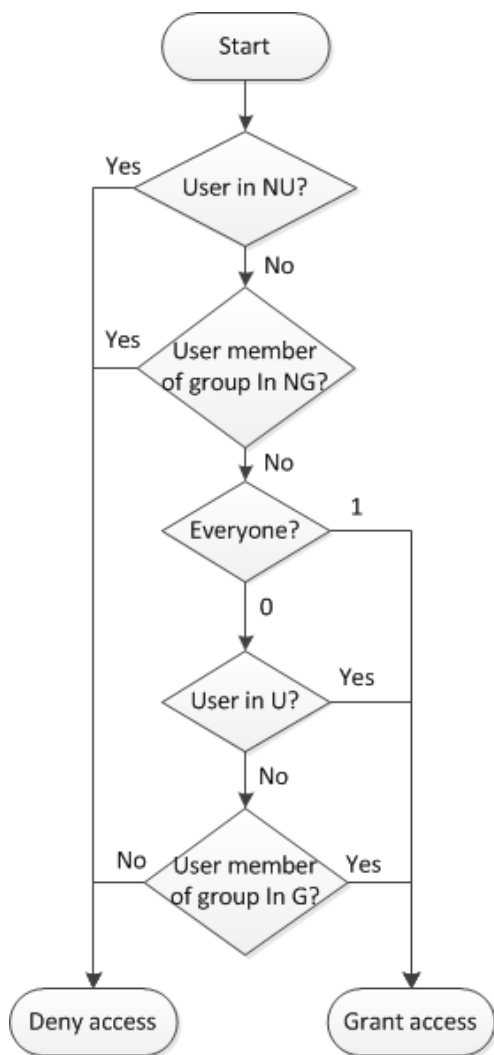 Start
Yes
User in NU?
No
Yes
User member
of group In NG?
No
Everyone?
1
0
User in U?
Yes
No
No
User member
of group In G?
Yes
Deny access
Grant access